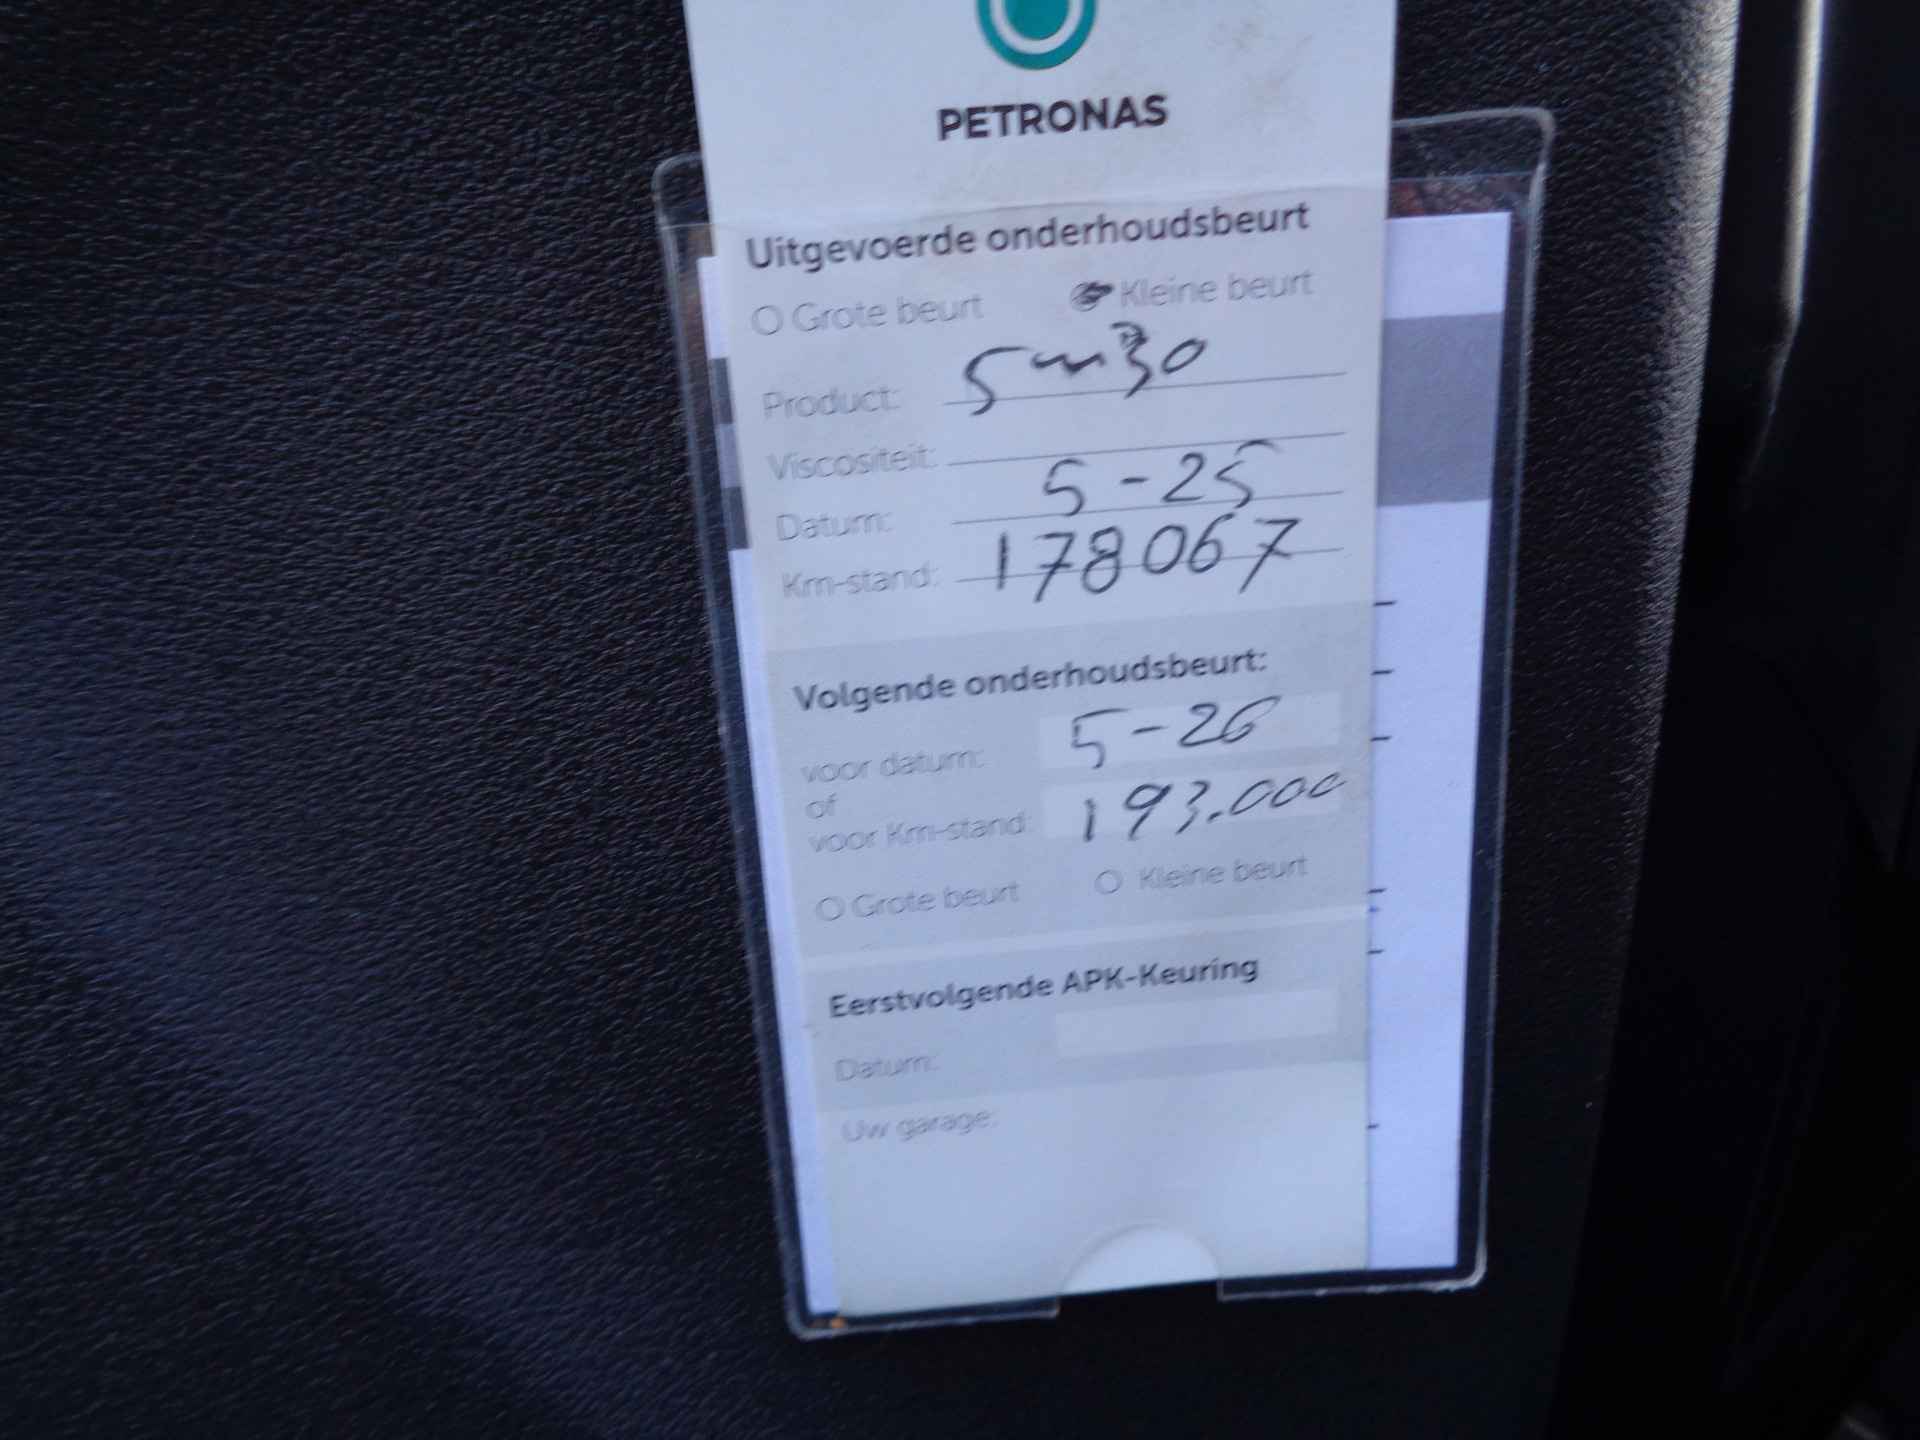 PETRONAS
Uitgevoerde onderhoudsbeurt
Grote beurt Kleine beurt
Product: 5w30
Viscositeit:
Datum: 5-25
Km-stand: 178067
Volgende onderhoudsbeurt:
voor datum: 5-26
of
voor Km-stand: 193.000
Grote beurt Kleine beurt
Eerstvolgende APK-Keuring
Datum:
Uw garage: